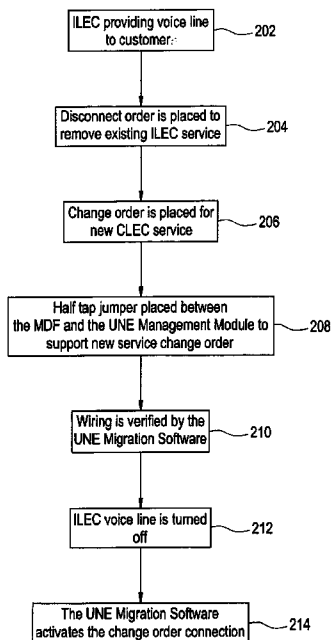 ILEC providing voice line
to customer
202
Disconnect order is placed to
remove existing ILEC service
204
Change order is placed for
new CLEC service
206
Half tap jumper placed between
the MDF and the UNE Management Module to
support new service change order
208
Wiring is verified by the
UNE Migration Software
210
ILEC voice line is turned
off
212
The UNE Migration Software
activates the change order connection
214